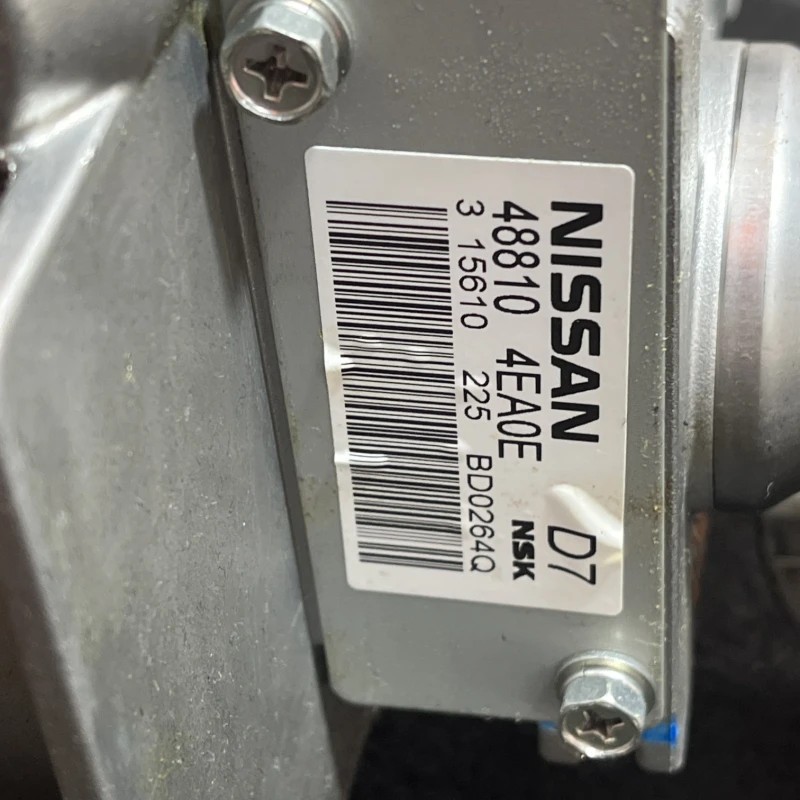 NISSAN D7
48810 4EA0E NSK
3 15610 225 BD0264Q